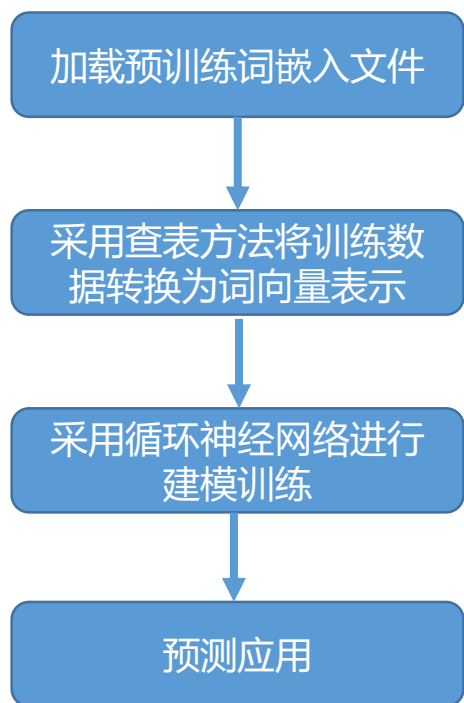 加载预训练词嵌入文件
采用查表方法将训练数
据转换为词向量表示
采用循环神经网络进行
建模训练
预测应用